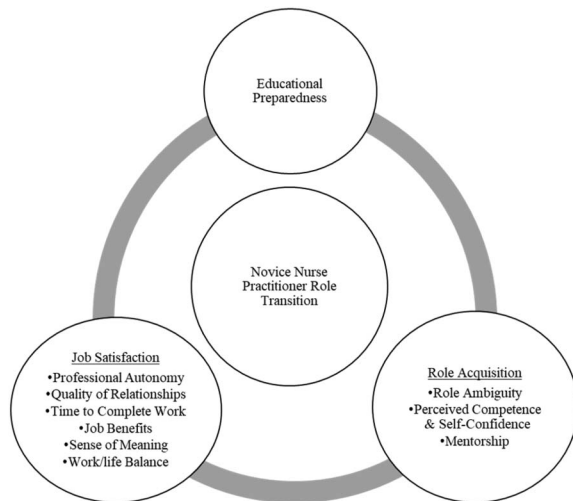 Educational
Preparedness
Novice Nurse
Practitioner Role
Transition
Job Satisfaction
•Professional Autonomy
•Quality of Relationships
•Time to Complete Work
•Job Benefits
•Sense of Meaning
•Work/life Balance
Role Acquisition
•Role Ambiguity
•Perceived Competence
& Self-Confidence
•Mentorship